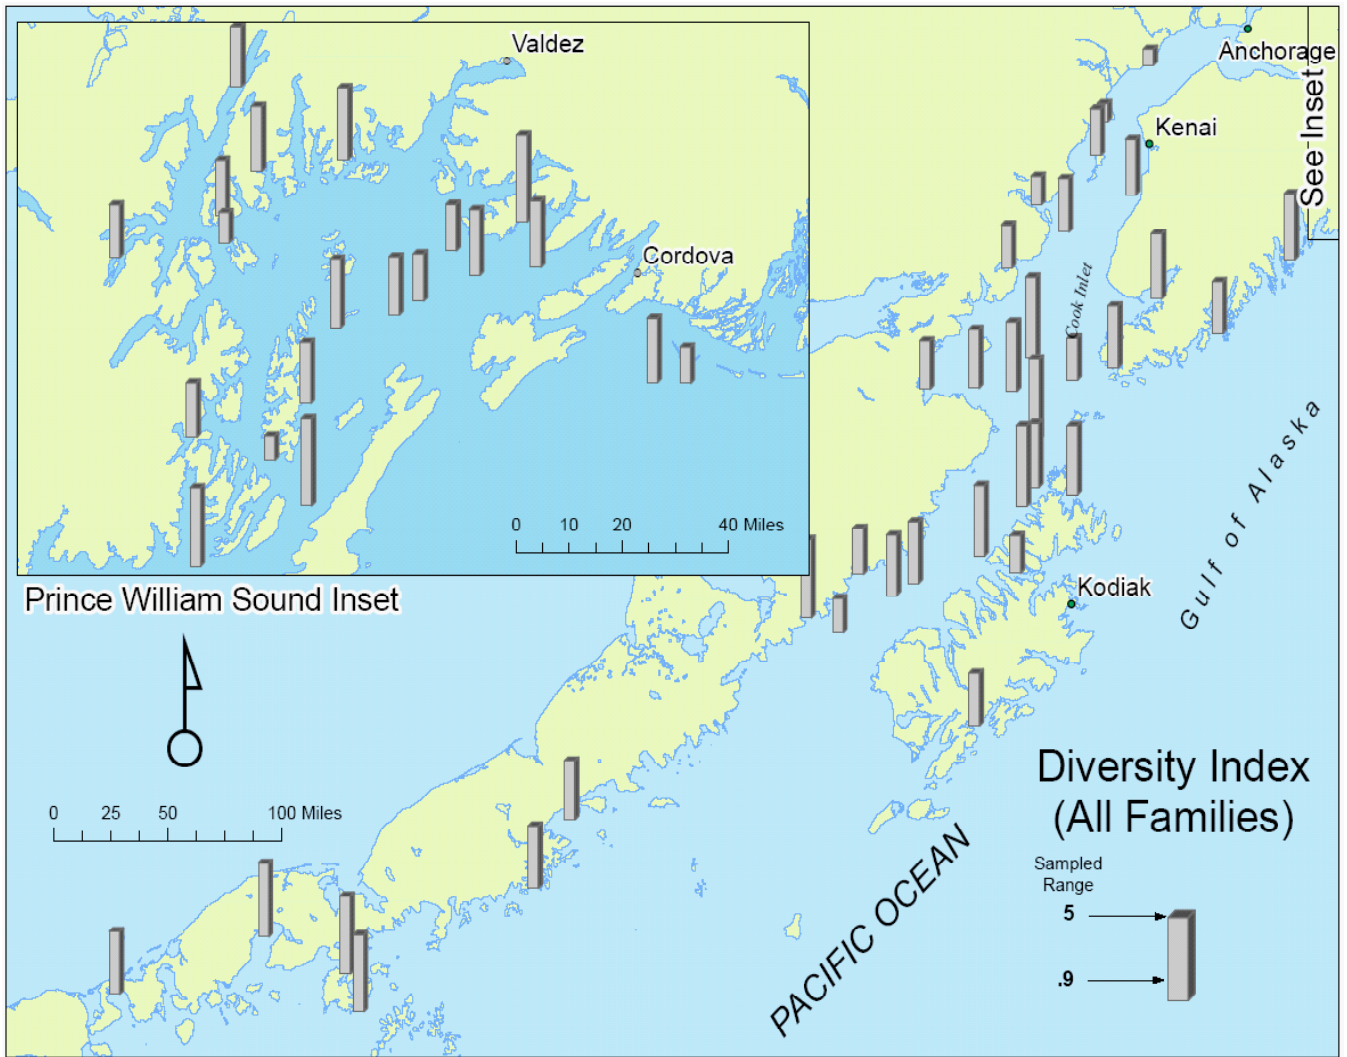 Valdez
Anchorage
See Inset
Kenai
Cordova
Cook Inlet
0 10 20 40 Miles
Prince William Sound Inset
Gulf of Alaska
Kodiak
0 25 50 100 Miles
PACIFIC OCEAN
Diversity Index
(All Families)
Sampled
Range
5
.9